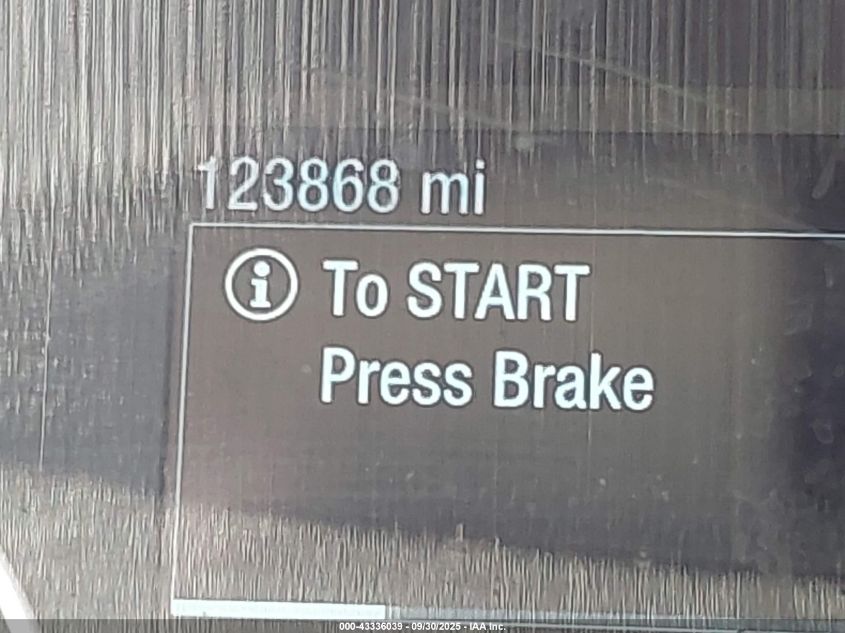 123868 mi
To START
Press Brake
000-43336039 - 09/30/2025 - IAA Inc.